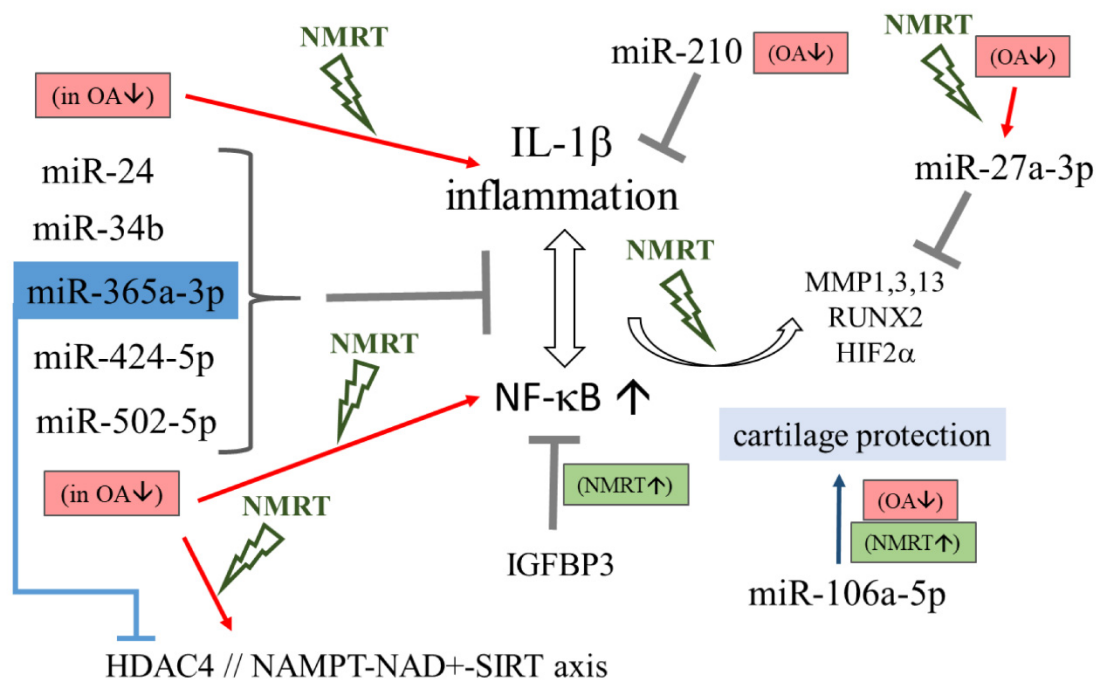 NMRT
(in OA↓)
miR-24
miR-34b
miR-365a-3p
miR-424-5p
miR-502-5p
(in OA↓)
NMRT
NMRT
HDAC4 // NAMPT-NAD+-SIRT axis
IL-1β
inflammation
NF-κB ↑
(NMRT↑)
IGFBP3
miR-210
(OA↓)
NMRT
(OA↓)
miR-27a-3p
NMRT
MMP1,3,13
RUNX2
HIF2α
cartilage protection
(OA↓)
(NMRT↑)
miR-106a-5p